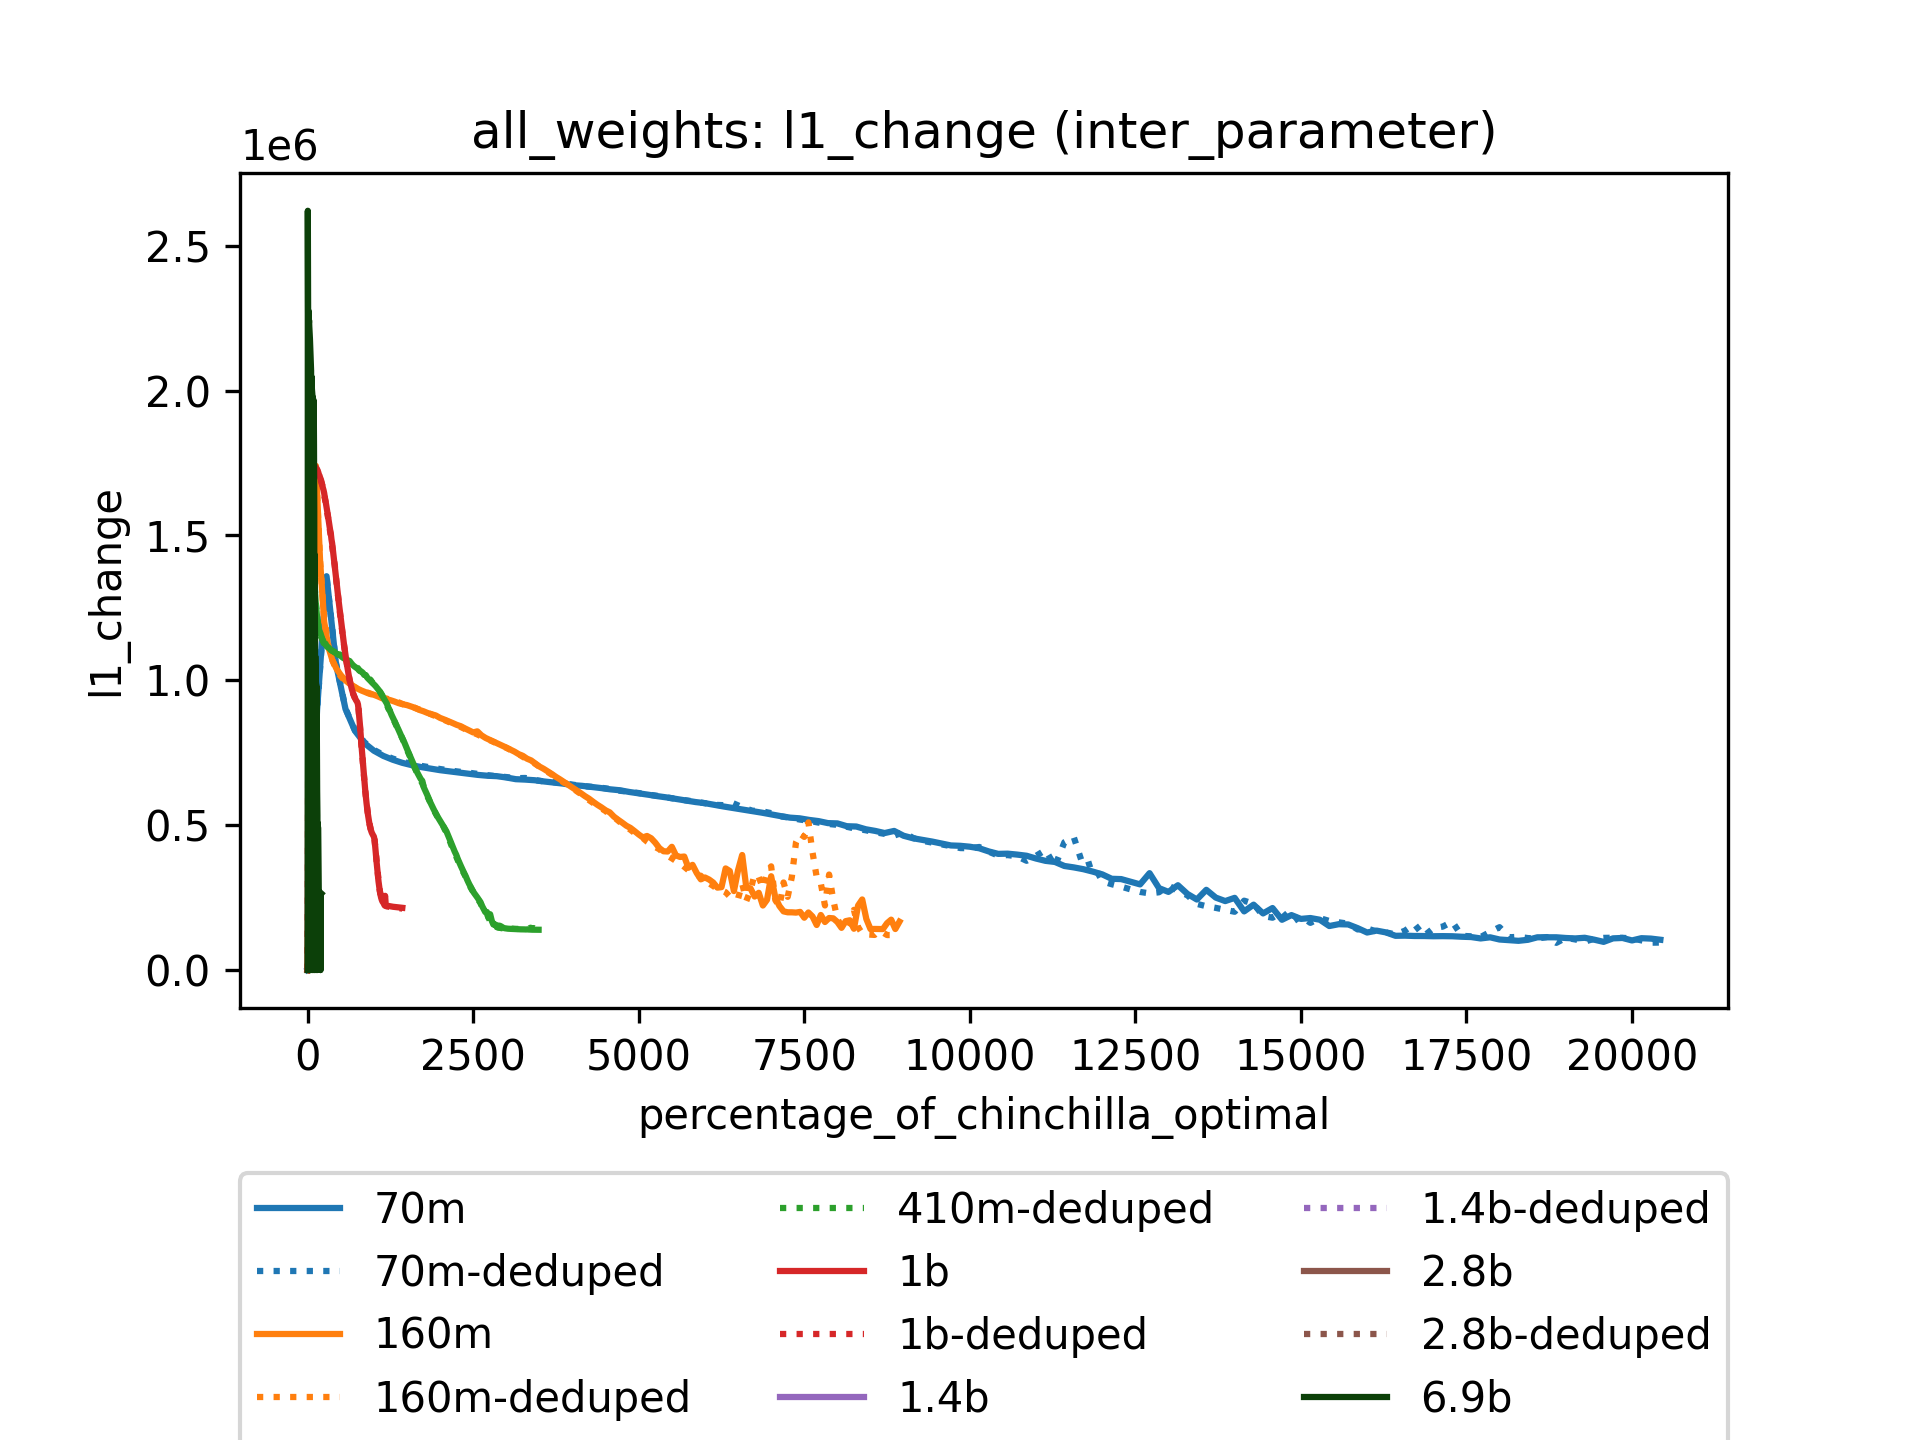 all_weights: l1_change (inter_parameter)
1e6
2.5
2.0
1.5
1.0
0.5
0.0
l1_change
0 2500 5000 7500 10000 12500 15000 17500 20000
percentage_of_chinchilla_optimal
70m
70m-deduped
160m
160m-deduped
410m-deduped
1b
1b-deduped
1.4b
1.4b-deduped
2.8b
2.8b-deduped
6.9b